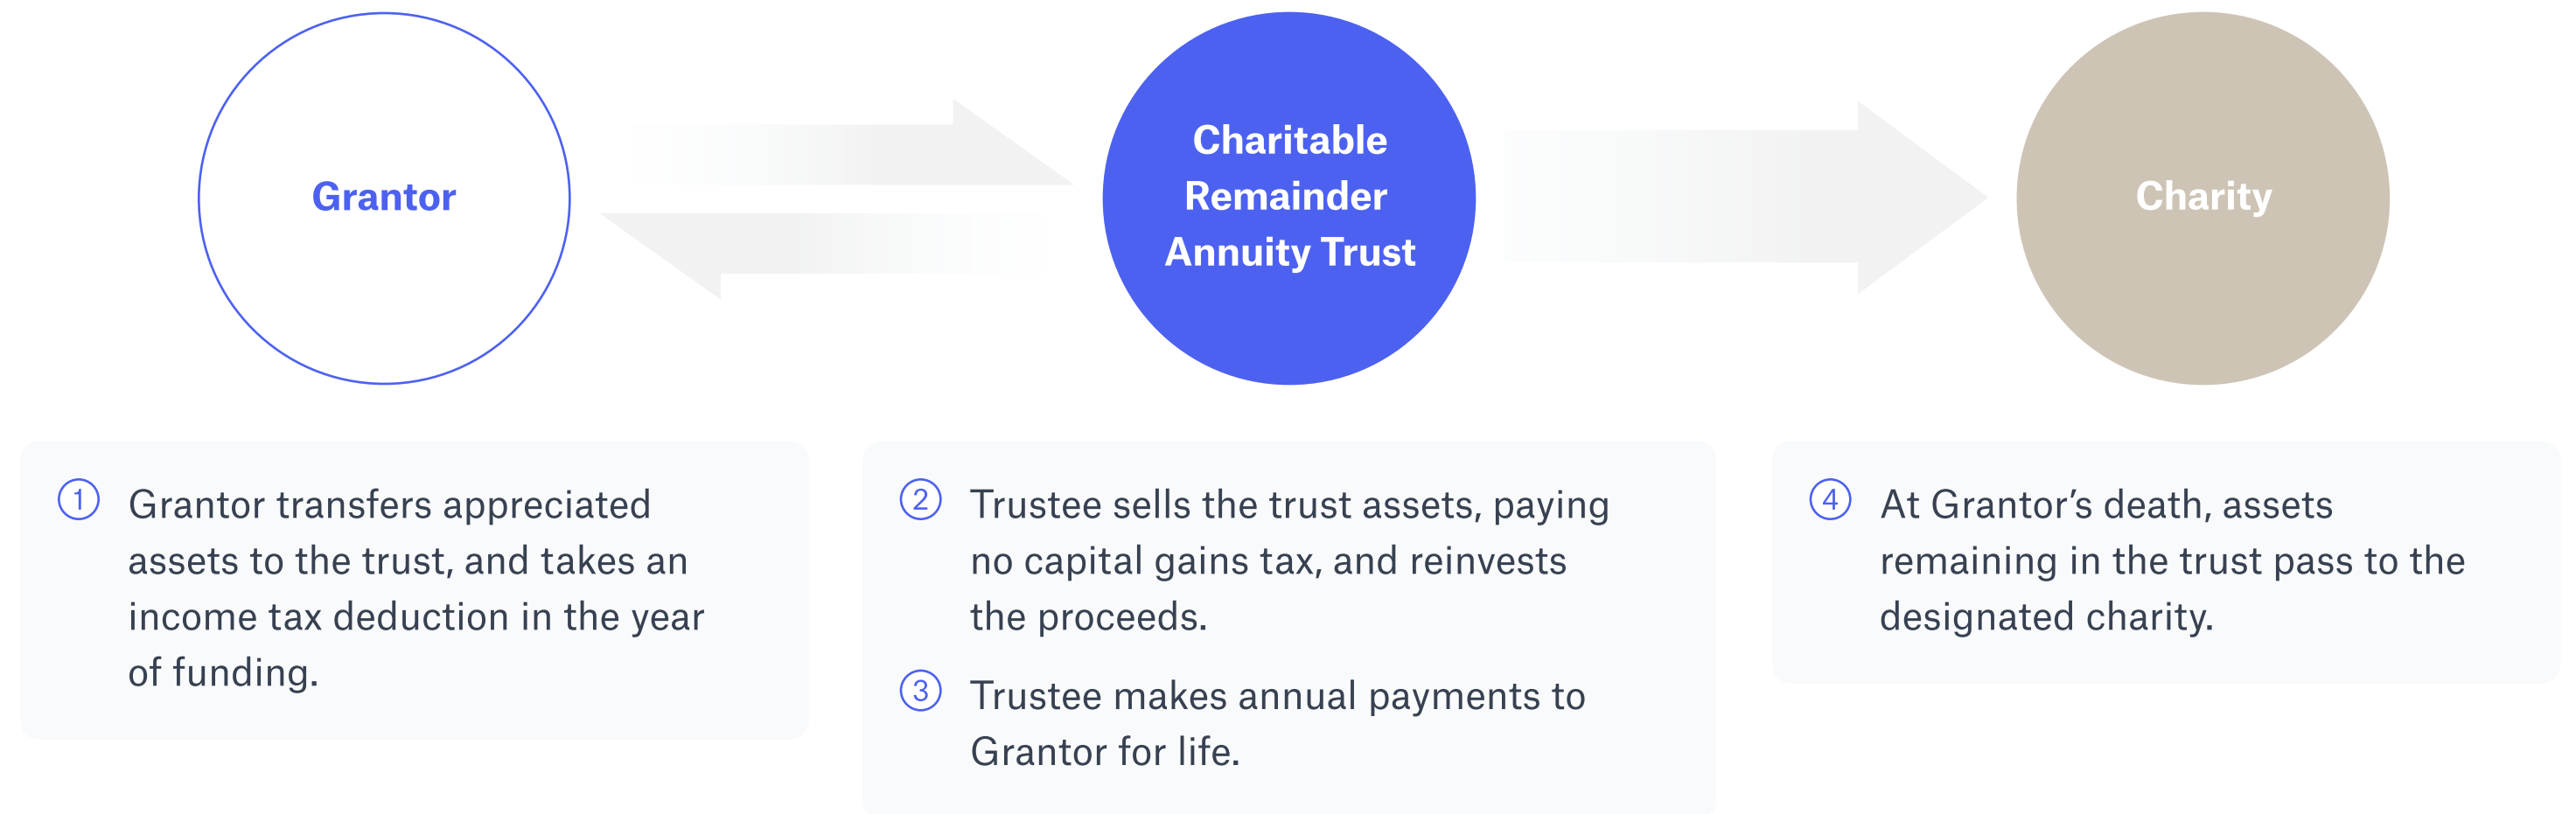 Grantor
Charitable
Remainder
Annuity Trust
Charity
1 Grantor transfers appreciated
assets to the trust, and takes an
income tax deduction in the year
of funding.
2 Trustee sells the trust assets, paying
no capital gains tax, and reinvests
the proceeds.
3 Trustee makes annual payments to
Grantor for life.
4 At Grantor’s death, assets
remaining in the trust pass to the
designated charity.